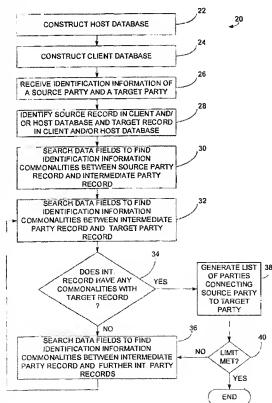 CONSTRUCT HOST DATABASE
22
20
CONSTRUCT CLIENT DATABASE
24
RECEIVE IDENTIFICATION INFORMATION OF
A SOURCE PARTY AND A TARGET PARTY
26
IDENTIFY SOURCE RECORD IN CLIENT AND/
OR HOST DATABASE AND TARGET RECORD
IN CLIENT AND/OR HOST DATABASE
28
SEARCH DATA FIELDS TO FIND
IDENTIFICATION INFORMATION
COMMONALITIES BETWEEN SOURCE PARTY
RECORD AND INTERMEDIATE PARTY
RECORD
30
SEARCH DATA FIELDS TO FIND
IDENTIFICATION INFORMATION
COMMONALITIES BETWEEN INTERMEDIATE
PARTY RECORD AND TARGET PARTY
RECORD
32
DOES INT.
RECORD HAVE ANY
COMMONALITIES WITH
TARGET RECORD
?
34
YES
GENERATE LIST
OF PARTIES
CONNECTING
SOURCE PARTY
TO TARGET
PARTY
38
NO
SEARCH DATA FIELDS TO FIND
IDENTIFICATION INFORMATION
COMMONALITIES BETWEEN INTERMEDIATE
PARTY RECORD AND FURTHER INT. PARTY
RECORDS
36
NO
LIMIT
MET?
40
YES
END